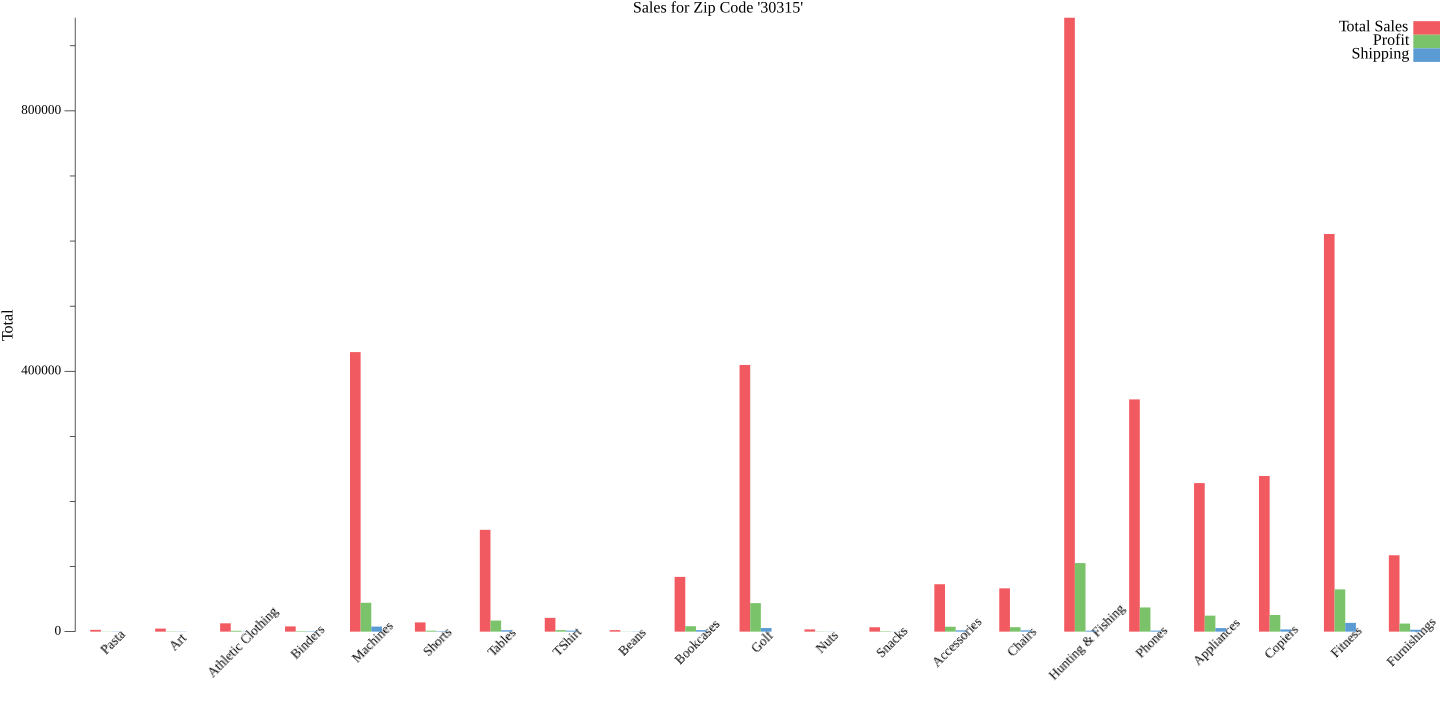 Sales for Zip Code '30315'
Total Sales
Profit
Shipping
800000
400000
0
Total
Pasta
Art
Athletic Clothing
Binders
Machines
Shorts
Tables
TShirt
Beans
Bookcases
Golf
Nuts
Snacks
Accessories
Chairs
Hunting & Fishing
Phones
Appliances
Copiers
Fitness
Furnishings